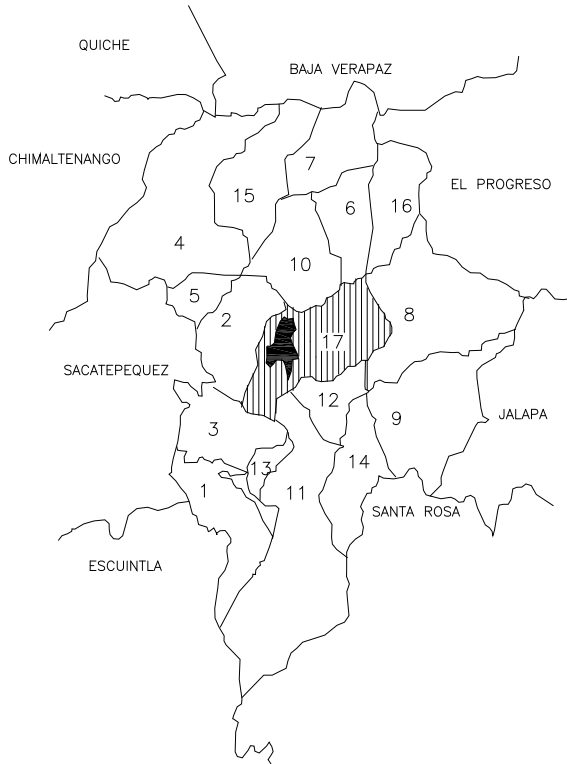 QUICHE
BAJA VERAPAZ
CHIMALTENANGO
7
15
EL PROGRESO
6
16
4
10
5
2
8
17
SACATEPEQUEZ
12
JALAPA
9
3
13
14
1
11
SANTA ROSA
ESCUINTLA